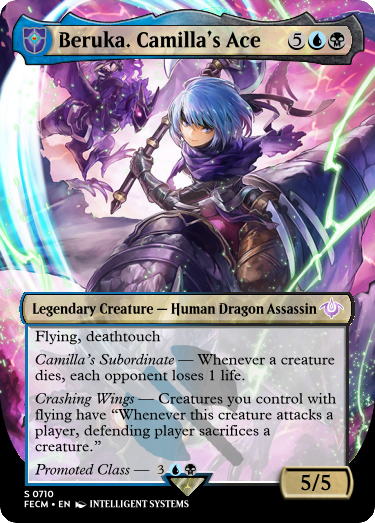 Beruka. Camilla's Ace 5
Legendary Creature — Human Dragon Assassin
Flying, deathtouch
Camilla's Subordinate — Whenever a creature
dies, each opponent loses 1 life.
Crashing Wings — Creatures you control with
flying have “Whenever this creature attacks a
player, defending player sacrifices a
creature.”
Promoted Class — 3
5/5
S 0710
FECM • EN INTELLIGENT SYSTEMS